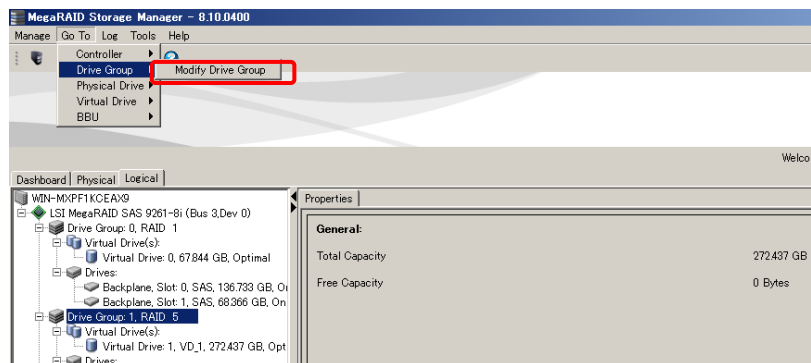 MegaRAID Storage Manager - 8.10.0400
Manage Go To Log Tools Help
Controller
Drive Group Modify Drive Group
Physical Drive
Virtual Drive
BBU
Welco
Dashboard Physical Logical
WIN-MXPF1KCEAX9 Properties
LSI MegaRAID SAS 9261-8i (Bus 3,Dev 0)
Drive Group: 0, RAID 1 General:
Virtual Drive(s):
Virtual Drive: 0, 67.844 GB, Optimal Total Capacity 272.437 GB
Drives:
Backplane, Slot: 0, SAS, 136.733 GB, Free Capacity 0 Bytes
Backplane, Slot: 1, SAS, 68.366 GB, On
Drive Group: 1, RAID 5
Virtual Drive(s):
Virtual Drive: 1, VD_1, 272.437 GB, Opt
Drives: